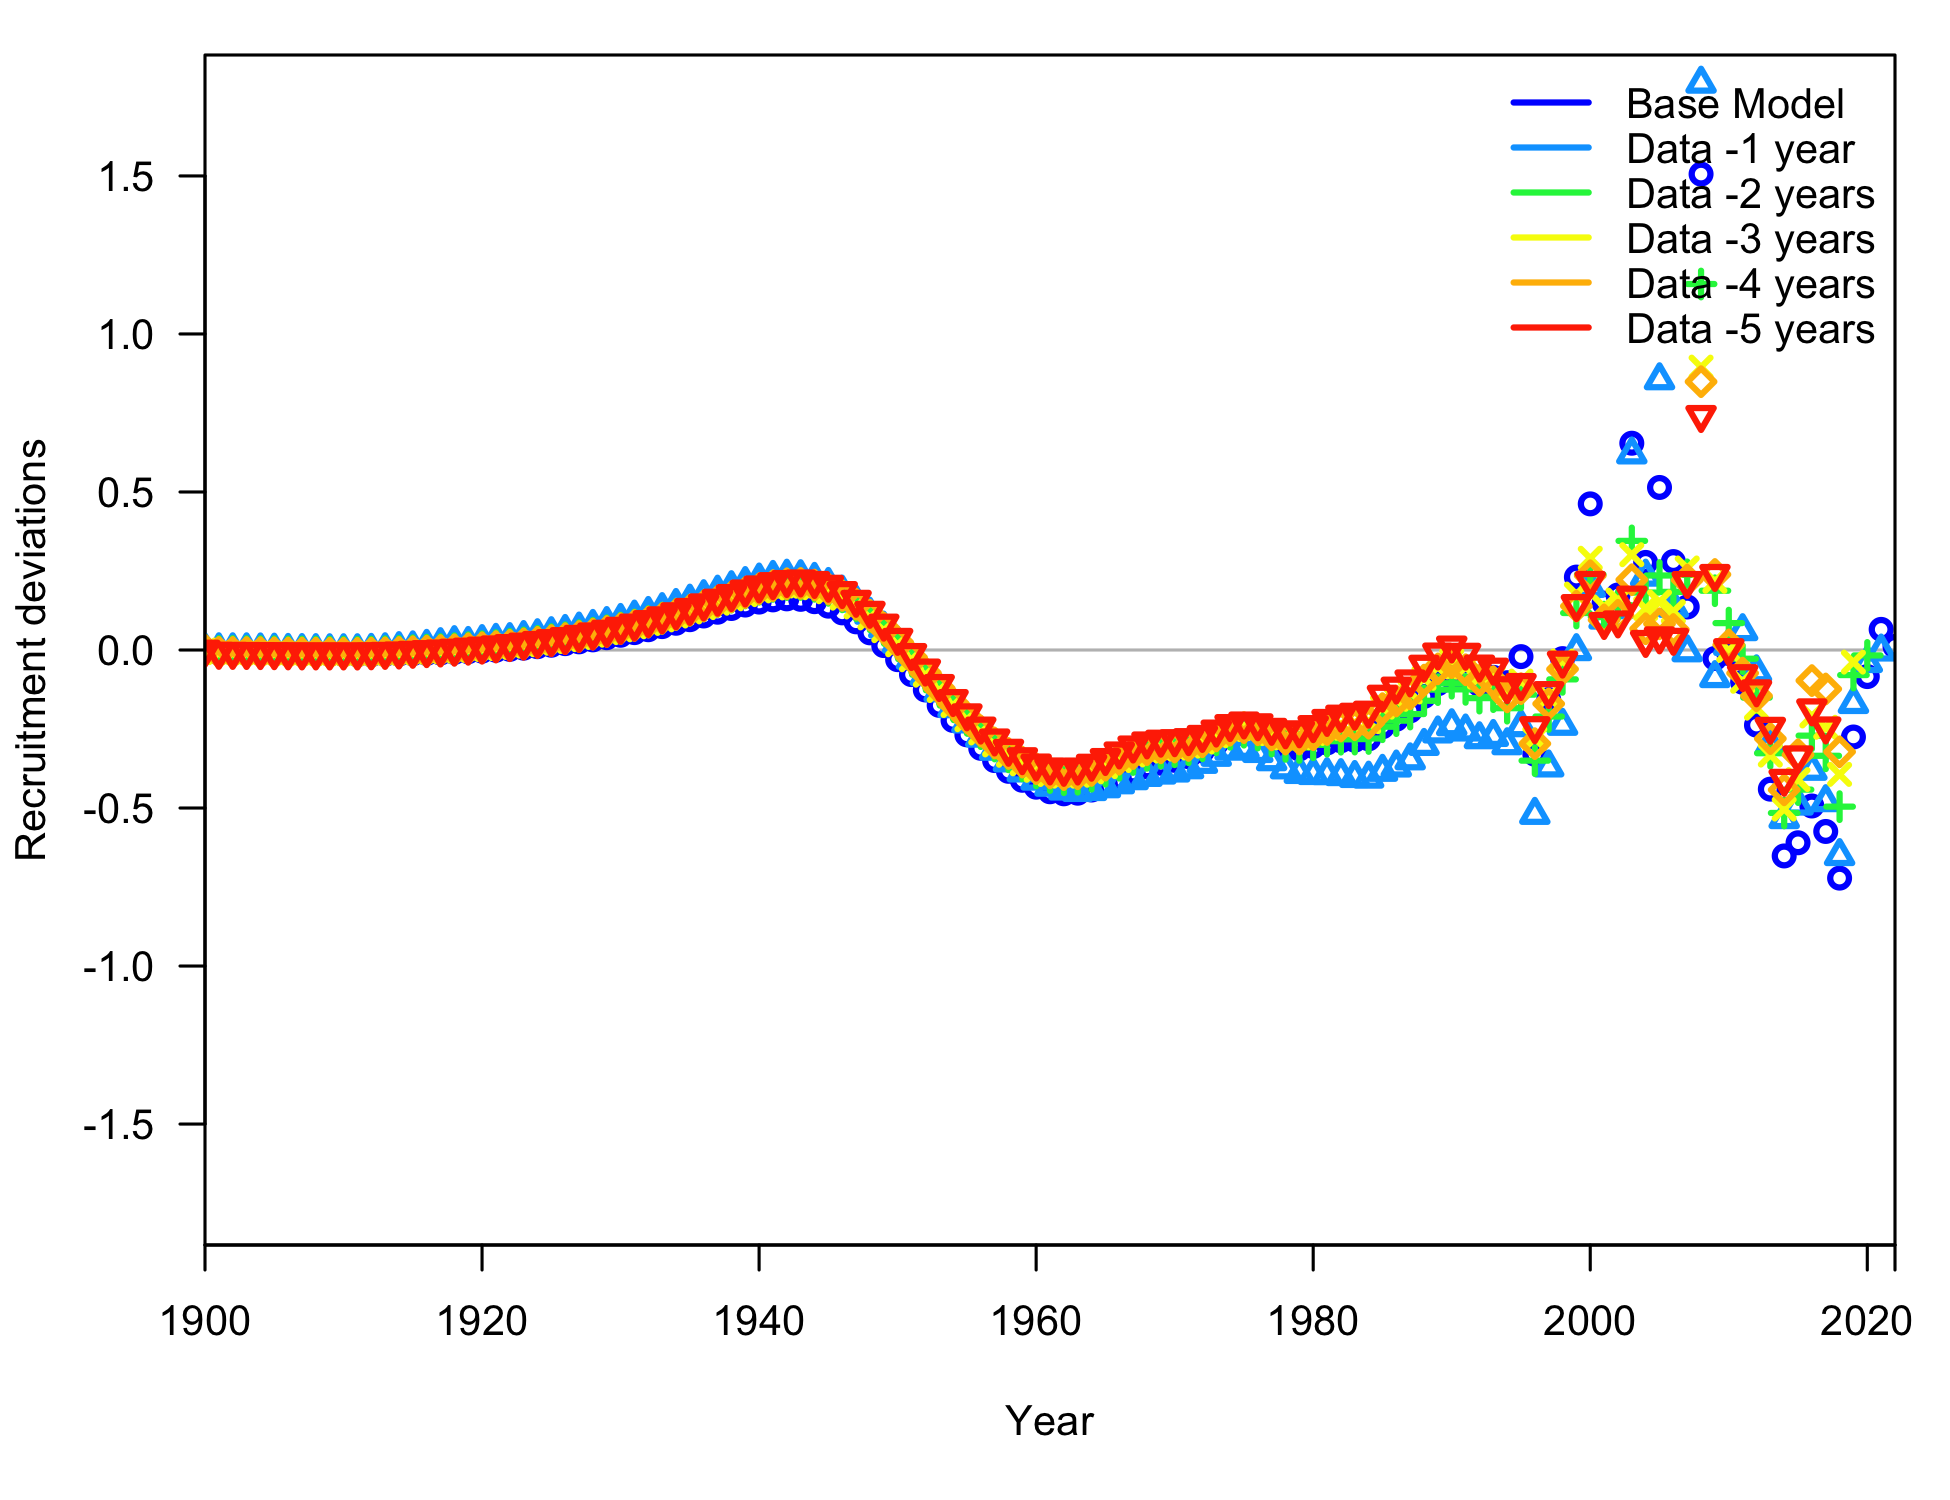 Base Model
Data -1 year
Data -2 years
Data -3 years
Data -4 years
Data -5 years
1.5
1.0
0.5
0.0
-0.5
-1.0
-1.5
Recruitment deviations
1900 1920 1940 1960 1980 2000 2020
Year